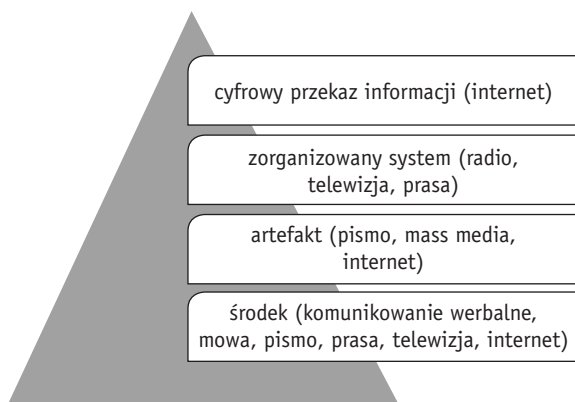 cyfrowy przekaz informacji (internet)
zorganizowany system (radio,
telewizja, prasa)
artefakt (pismo, mass media,
internet)
środek (komunikowanie werbalne,
mowa, pismo, prasa, telewizja, internet)